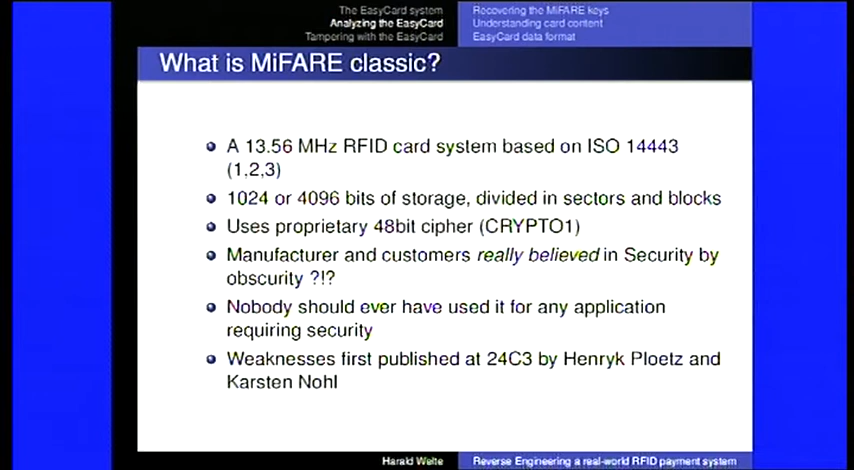 The EasyCard system
Analyzing the EasyCard
Tampering with the EasyCard
Recovering the MiFARE keys
Understanding card content
EasyCard data format
What is MiFARE classic?
A 13.56 MHz RFID card system based on ISO 14443
(1,2,3)
1024 or 4096 bits of storage, divided in sectors and blocks
Uses proprietary 48bit cipher (CRYPTO1)
Manufacturer and customers really believed in Security by
obscurity ?!?
Nobody should ever have used it for any application
requiring security
Weaknesses first published at 24C3 by Henryk Ploetz and
Karsten Nohl
Harald Welte
Reverse Engineering a real-world RFID payment system